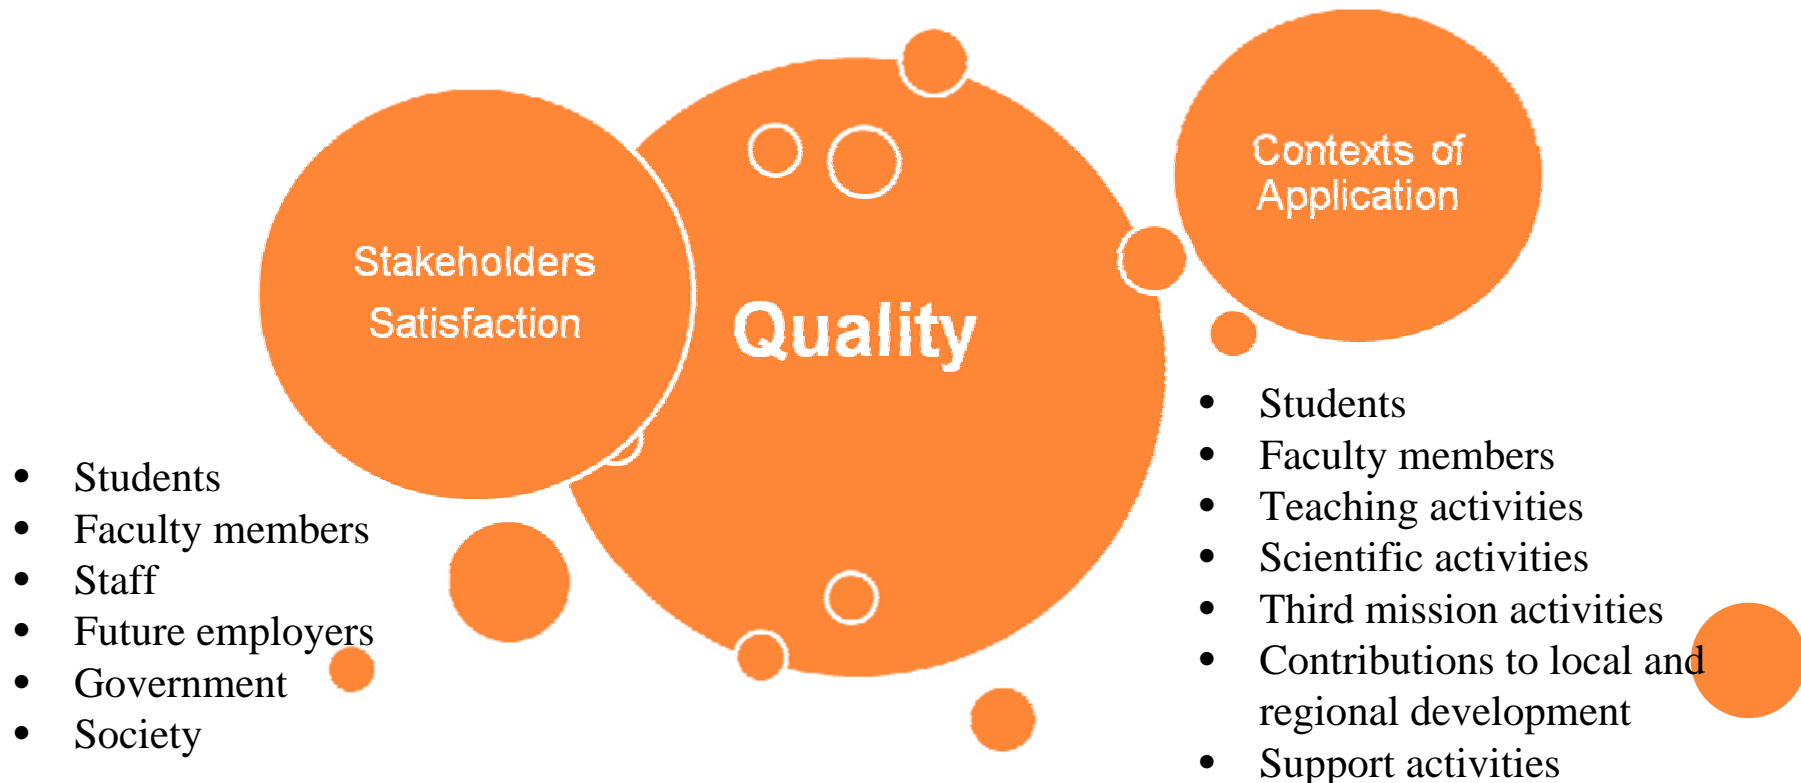 Stakeholders
Satisfaction
Quality
Contexts of
Application
• Students
• Faculty members
• Staff
• Future employers
• Government
• Society
• Students
• Faculty members
• Teaching activities
• Scientific activities
• Third mission activities
• Contributions to local and
regional development
• Support activities